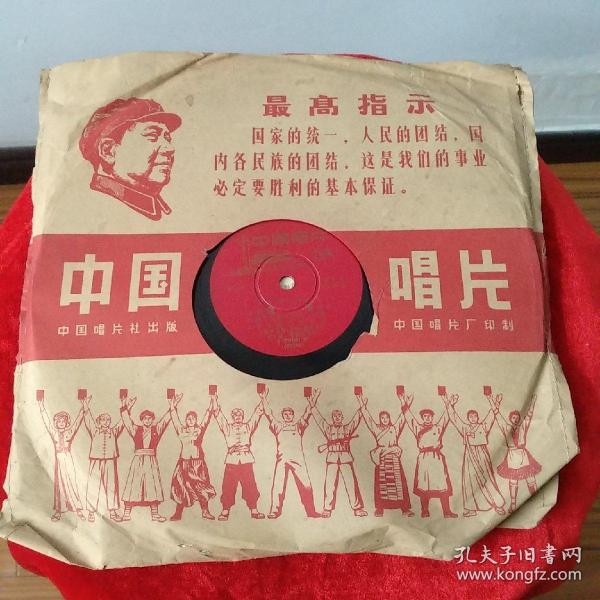 最高指示
国家的统一，人民的团结，国
内各民族的团结，这是我们的事业
必定要胜利的基本保证。
中国 唱片
中国唱片社出版
中国唱片厂印制
孔夫子旧书网
www.kongfz.com